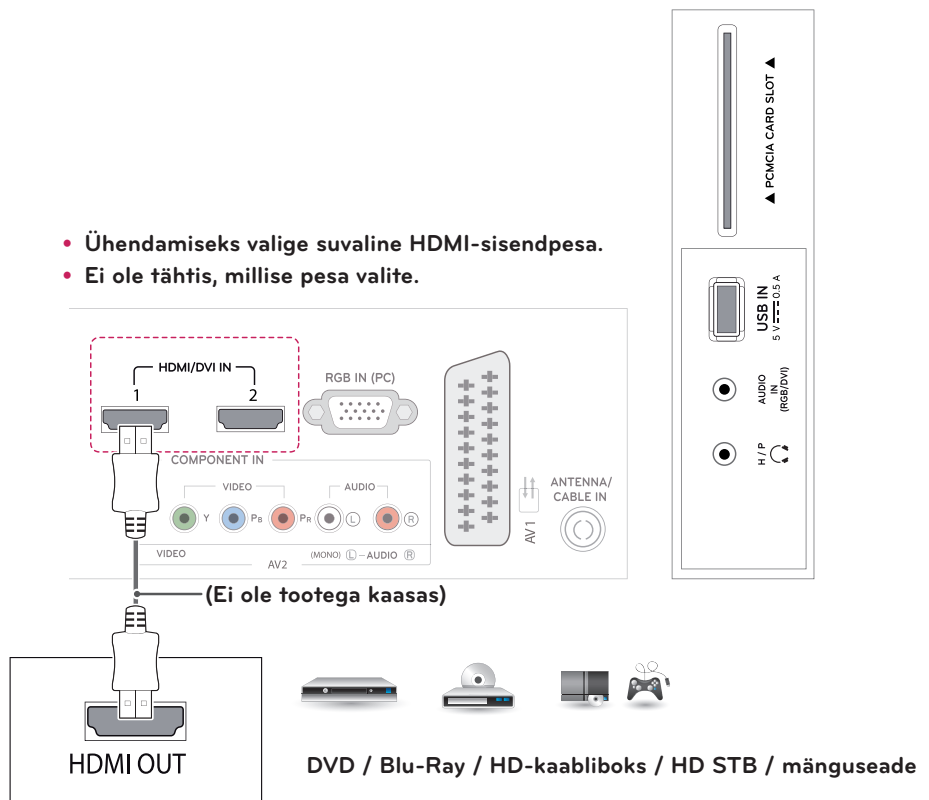 ▲ PCMCIA CARD SLOT ▲
• Ühendamiseks valige suvaline HDMI-sisendpesa.
• Ei ole tähtis, millise pesa valite.
USB IN
5 V 0.5 A
AUDIO
IN
(RGB/DVI)
H / P
HDMI/DVI IN
1 2
RGB IN (PC)
COMPONENT IN
VIDEO AUDIO
Y PB PR L R
VIDEO (MONO) L – AUDIO R
AV2
AV1
ANTENNA/
CABLE IN
(Ei ole tootega kaasas)
HDMI OUT
DVD / Blu-Ray / HD-kaabliboks / HD STB / mänguseade